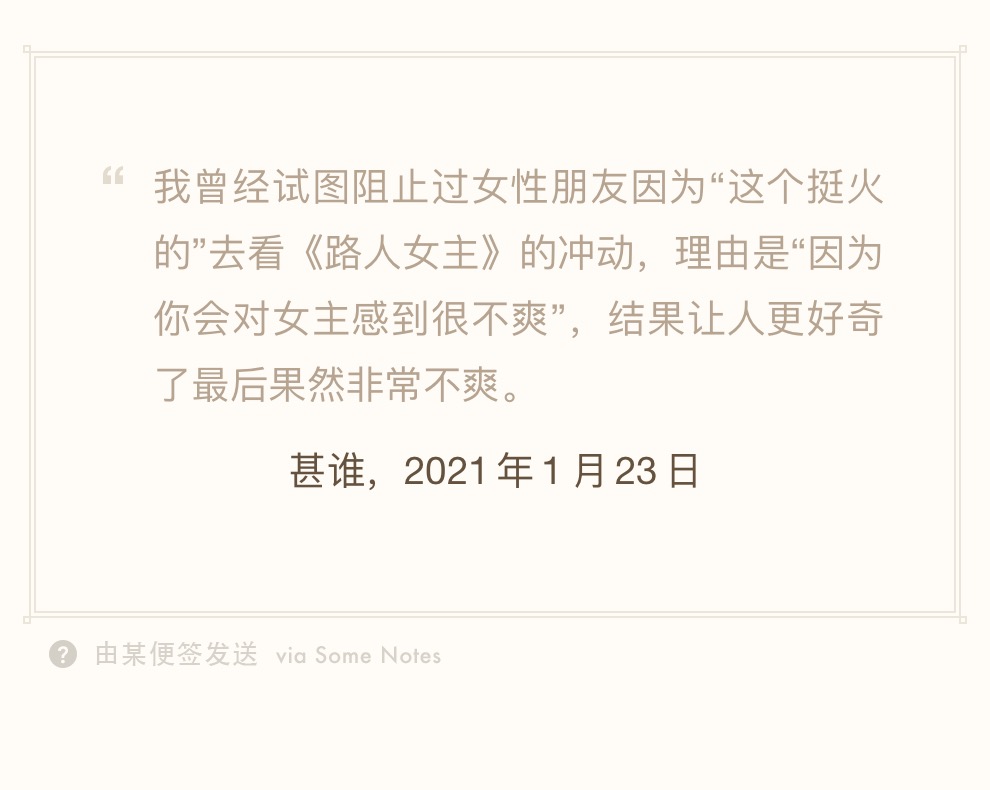 “ 我曾经试图阻止过女性朋友因为“这个挺火
的”去看《路人女主》的冲动，理由是“因为
你会对女主感到很不爽”，结果让人更好奇
了最后果然非常不爽。
甚谁，2021 年 1 月 23 日
? 由某便签发送 via Some Notes